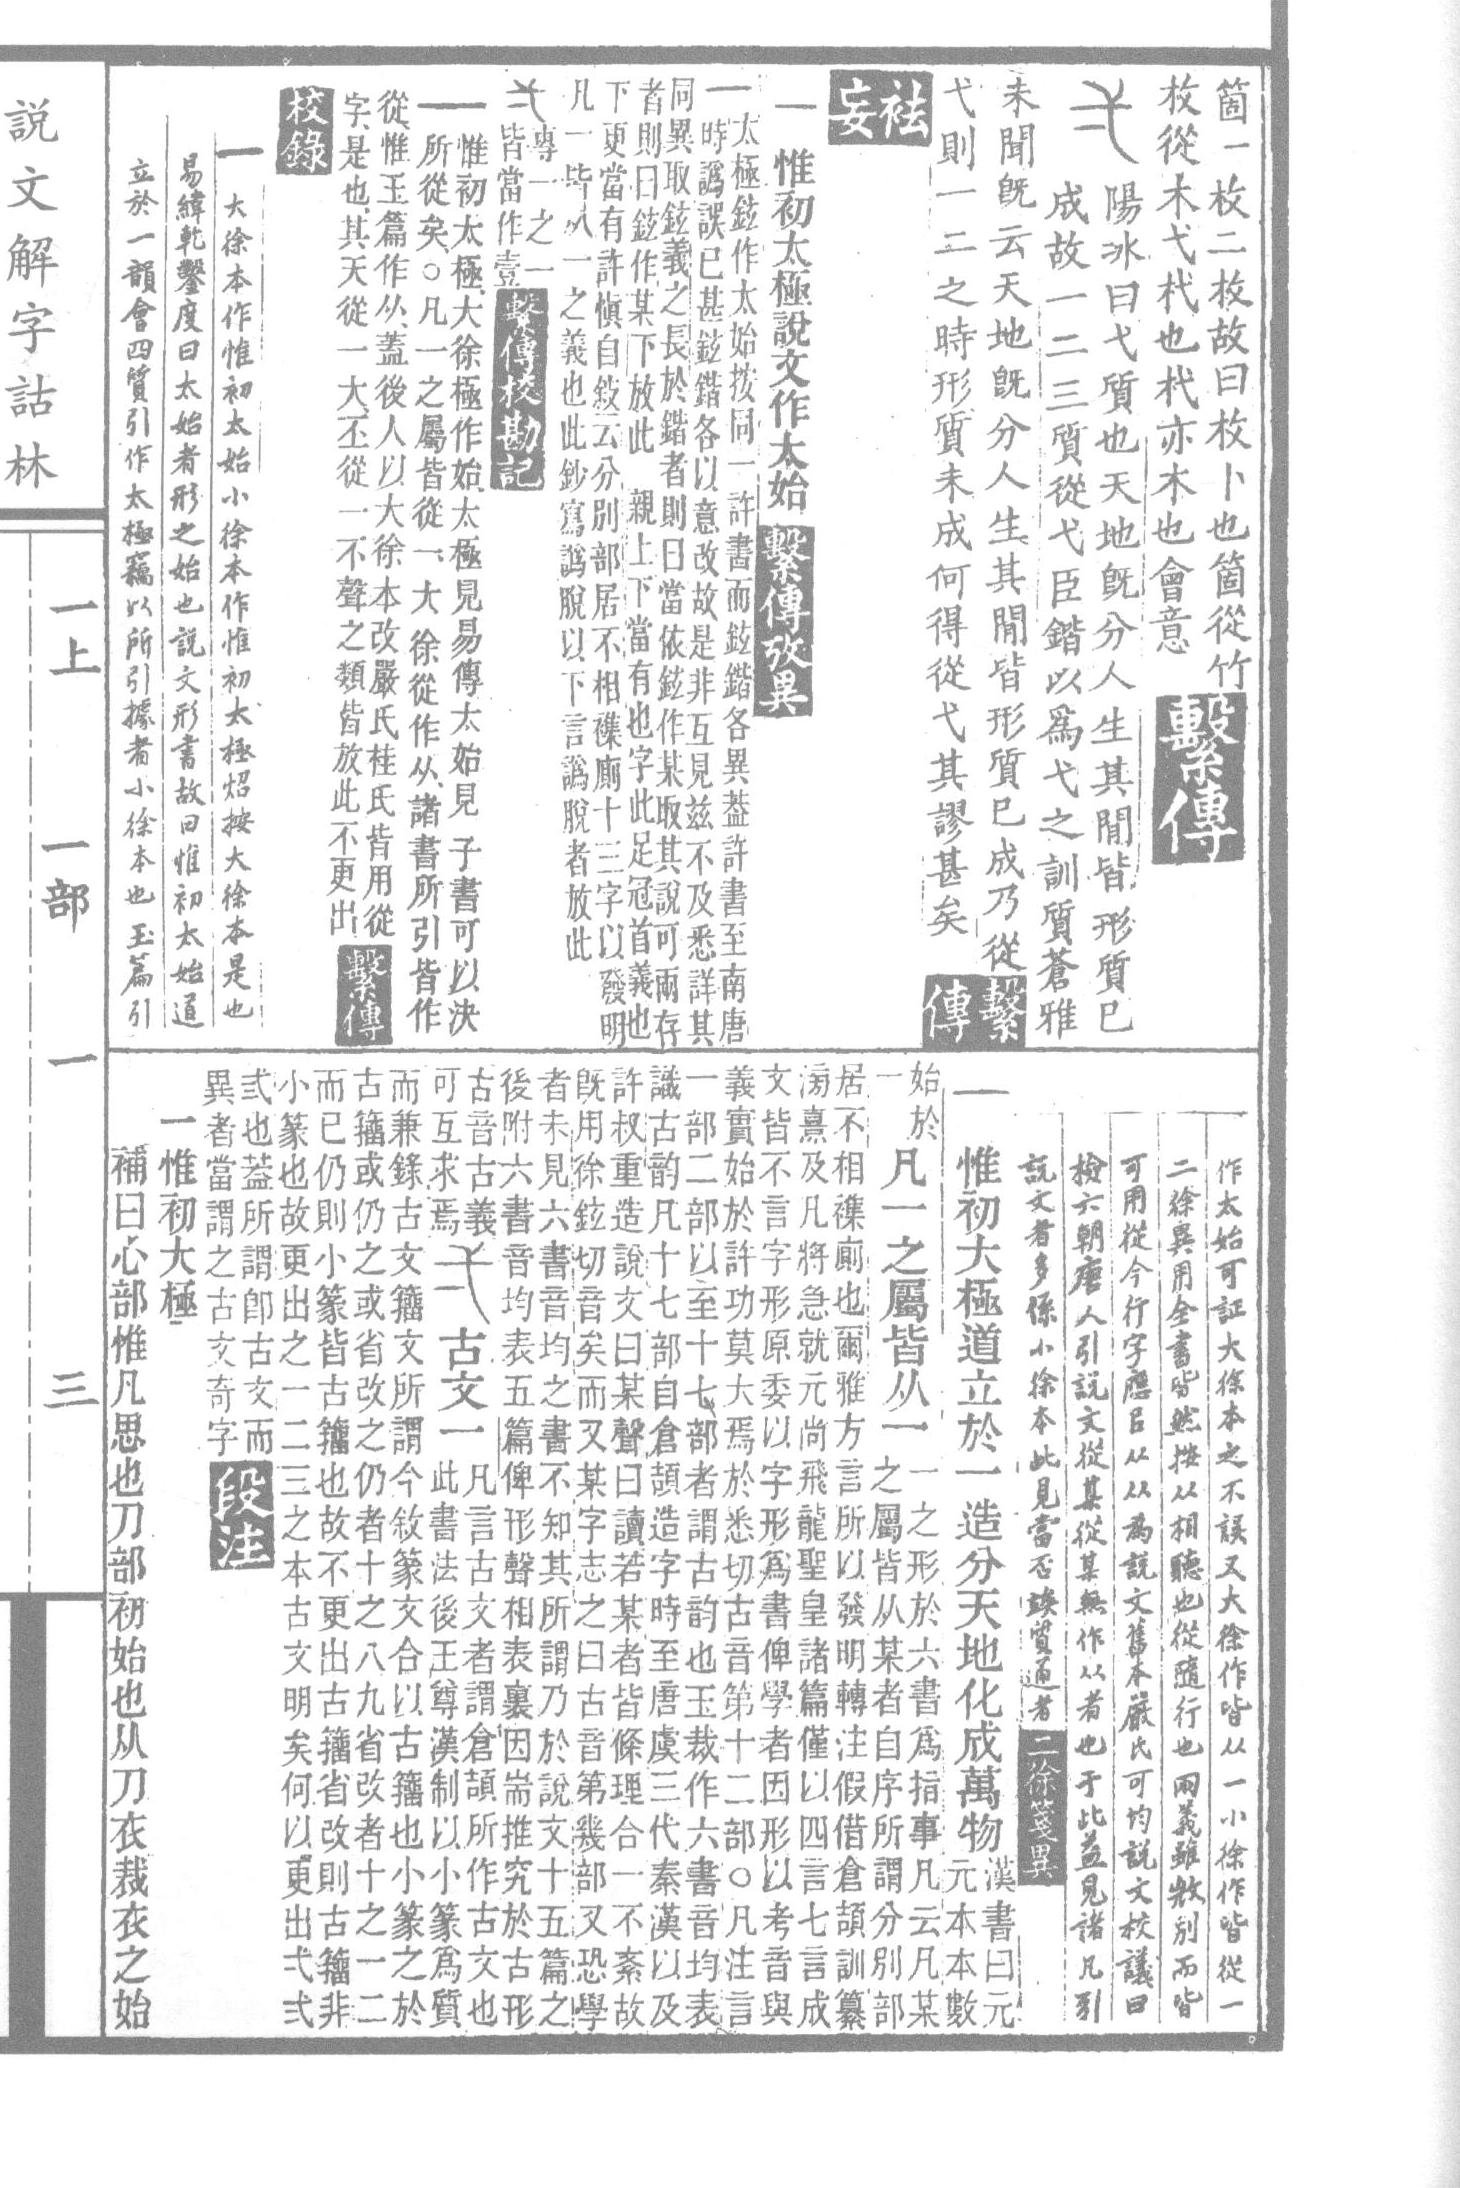 箇一枚二枚故曰枚卜也箇從竹
枚從木弋杙也杙亦木也會意
繫傳
弌
陽冰曰弋質也天地旣分人生其閒皆形質已
成故一二三質從弋臣鍇以爲弋之訓質蒼雅
未聞旣云天地旣分人生其閒皆形質已成乃從
弋則一二之時形質未成何得從弋其謬甚矣
繫傳
袪妄
一
惟初太極說文作太始
繫傳攷異
一太極鉉作太始按同一許書而鉉鍇各異葢許書至南唐
時譌誤已甚鉉鍇各以意改故是非互見兹不及悉詳其
同異取鉉義之長於鍇者則曰當依鉉作某取其說可兩存
者則曰鉉作某下放此 親上下當有也字此足冠首義也
下更當有許愼自敍云分別部居不相襍廁十三字以發明
凡一皆从一之義也此鈔寫譌脫以下言譌脫者放此
弌
專一之一
皆當作壹
繫傳校勘記
一惟初太極大徐極作始太極見易傳太始見 子書可以決
所從矣○凡一之屬皆從一大 徐從作从諸書所引皆作
從惟玉篇作从葢後人以大徐本改嚴氏桂氏皆用從
字是也其天從一大丕從一不聲之類皆放此不更出
繫傳
校錄
一
大徐本作惟初太始小徐本作惟初太極炤按大徐本是也
易緯乾鑿度曰太始者形之始也說文形書故曰惟初太始道
立於一韻會四質引作太極竊以所引據者小徐本也玉篇引
作太始可証大徐本之不誤又大徐作皆从一小徐作皆從一
二徐異用全書皆然按从相聽也從隨行也兩義雖㪚別而皆
可用從今行字應㠯从从爲說文舊本嚴氏可均說文校議曰
檢六朝唐人引說文從某從某無作从者也于此益見諸凡引
說文者多係小徐本此見當否誒質通者
二徐箋異
一
惟初大極道立於一造分天地化成萬物
漢書曰元
元本本數
始於
一
凡一之屬皆从一
一之形於六書爲指事凡云凡某
之屬皆从某者自序所謂分別部
居不相襍廁也爾雅方言所以發明轉注假借倉頡訓纂
滂熹及凡將急就元尚飛龍聖皇諸篇僅以四言七言成
文皆不言字形原委以字形爲書俾學者因形以考音與
義實始於許功莫大焉於悉切古音第十二部○凡注言
一部二部以至十七部者謂古韵也玉裁作六書音均表
識古韵凡十七部自倉頡造字時至唐虞三代秦漢以及
許叔重造說文曰某聲曰讀若某者皆條理合一不紊故
旣用徐鉉切音矣而又某字志之曰古音第幾部又恐學
者未見六書音均之書不知其所謂乃於說文十五篇之
後附六書音均表五篇俾形聲相表裏因耑推究於古形
古音古義
可互求焉
弌
古文一
凡言古文者謂倉頡所作古文也
此書法後王尊漢制以小篆爲質
而兼錄古文籒文所謂今敘篆文合以古籒也小篆之於
古籒或仍之或省改之仍者十之八九省改者十之一二
而已仍則小篆皆古籒也故不更出古籒省改則古籒非
小篆也故更出之一二三之本古文明矣何以更出弌弍
弎也葢所謂卽古文而
異者當謂之古文奇字
段注
一惟初大極
補曰心部惟凡思也刀部初始也从刀衣裁衣之始
說文解字詁林
一上
一部
一
三